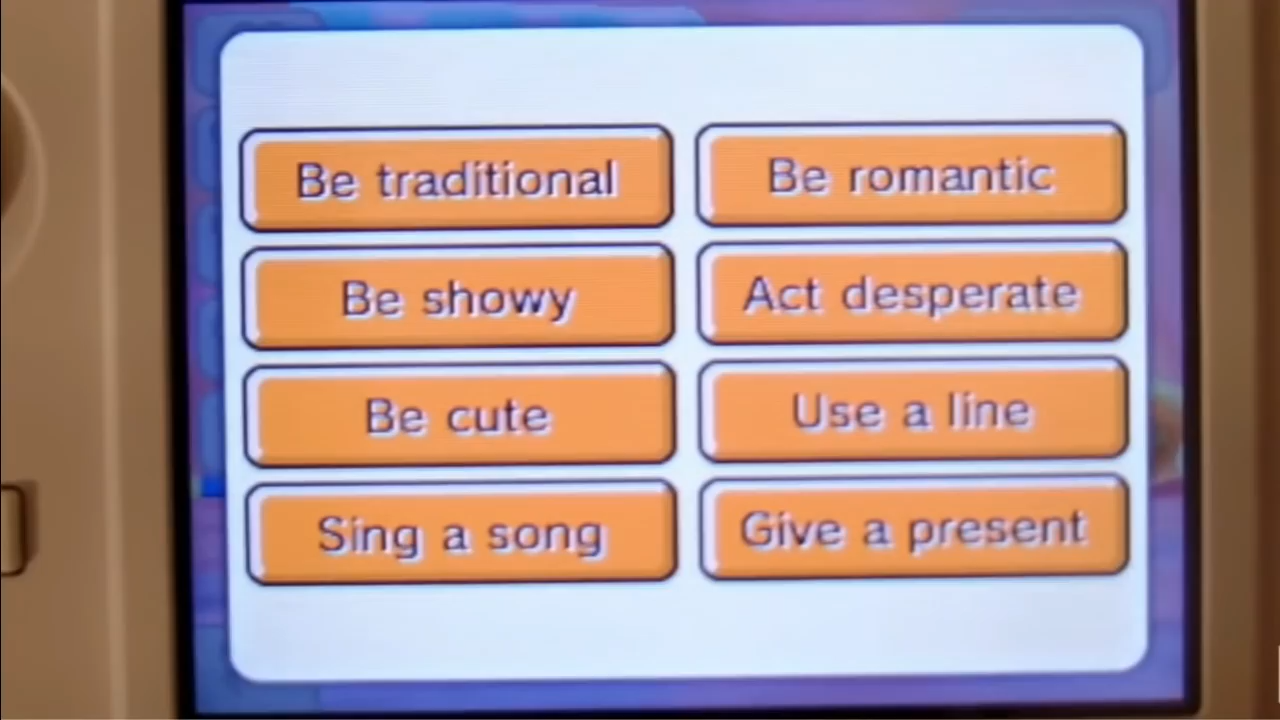 Be traditional
Be romantic
Be showy
Act desperate
Be cute
Use a line
Sing a song
Give a present